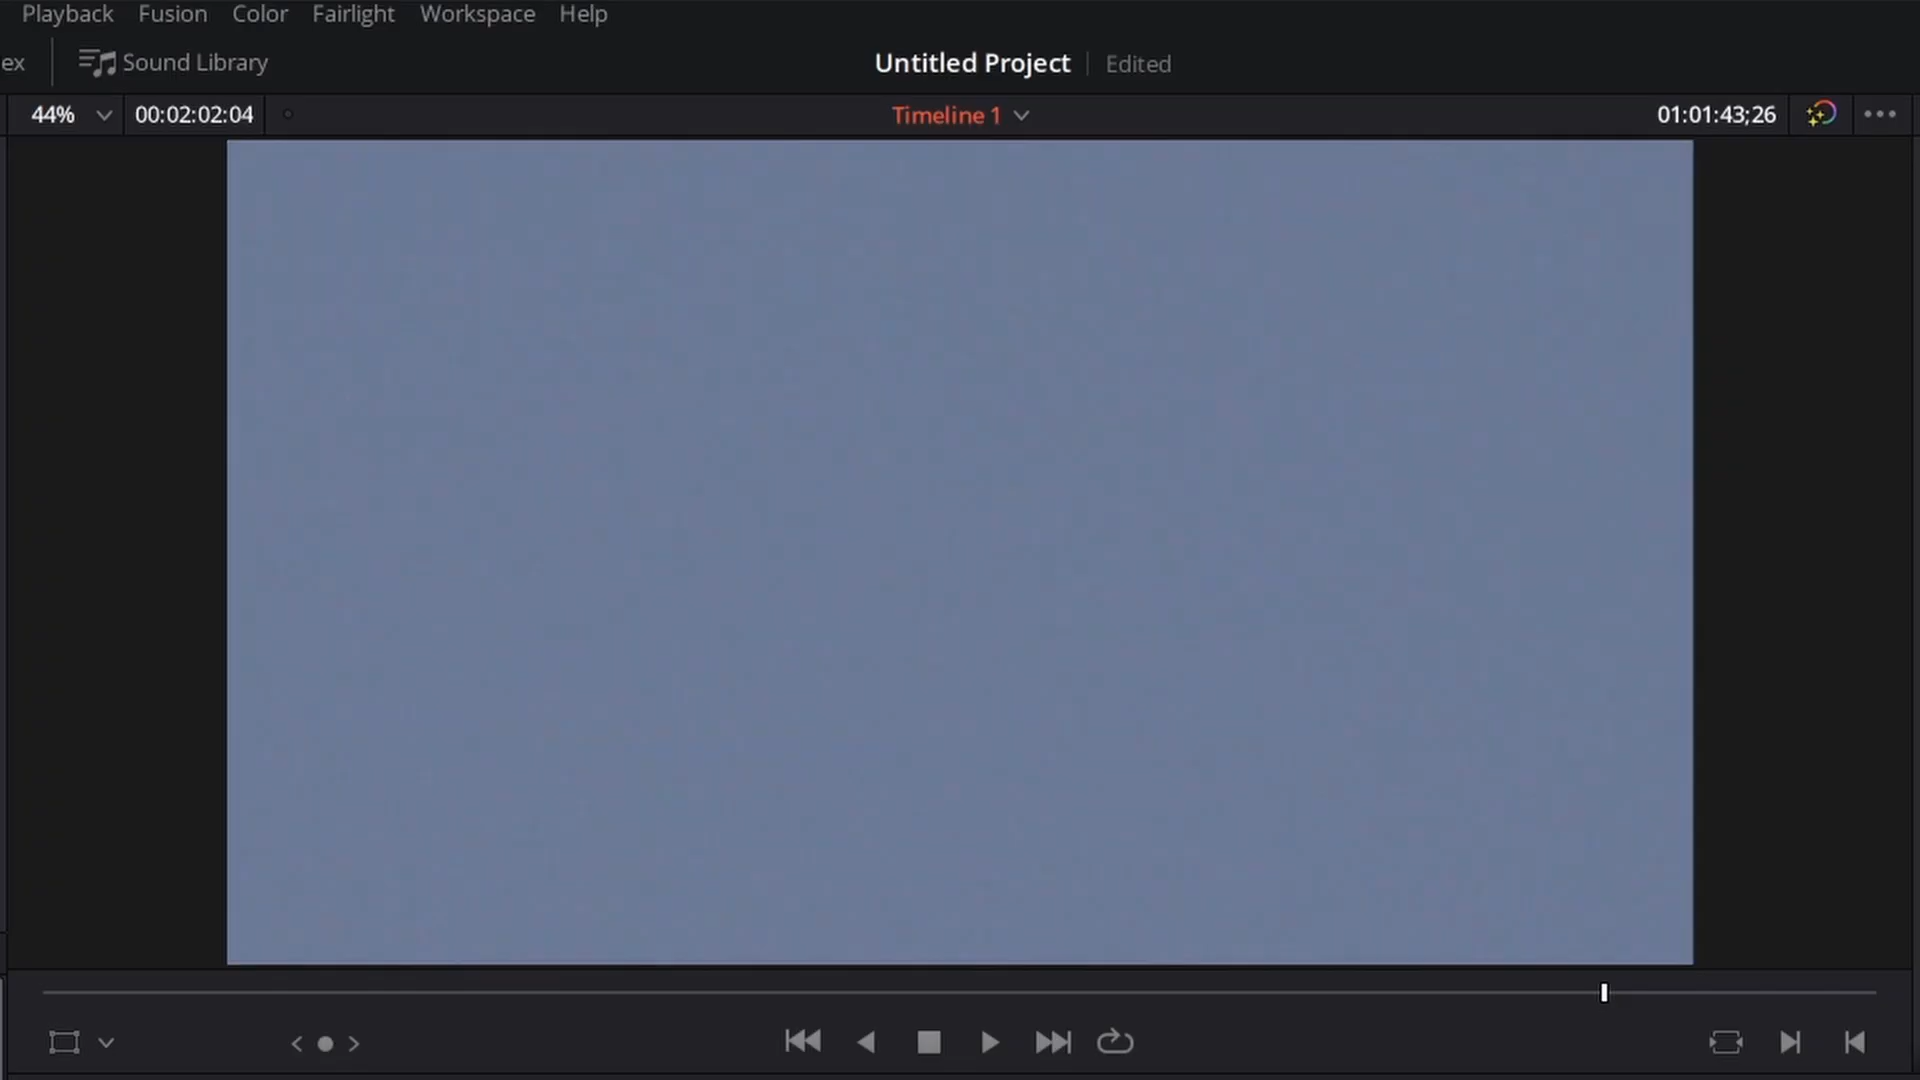 Playback Fusion Color Fairlight Workspace Help
ex Sound Library Untitled Project Edited
44% 00:02:02:04 Timeline 1 01:01:43;26